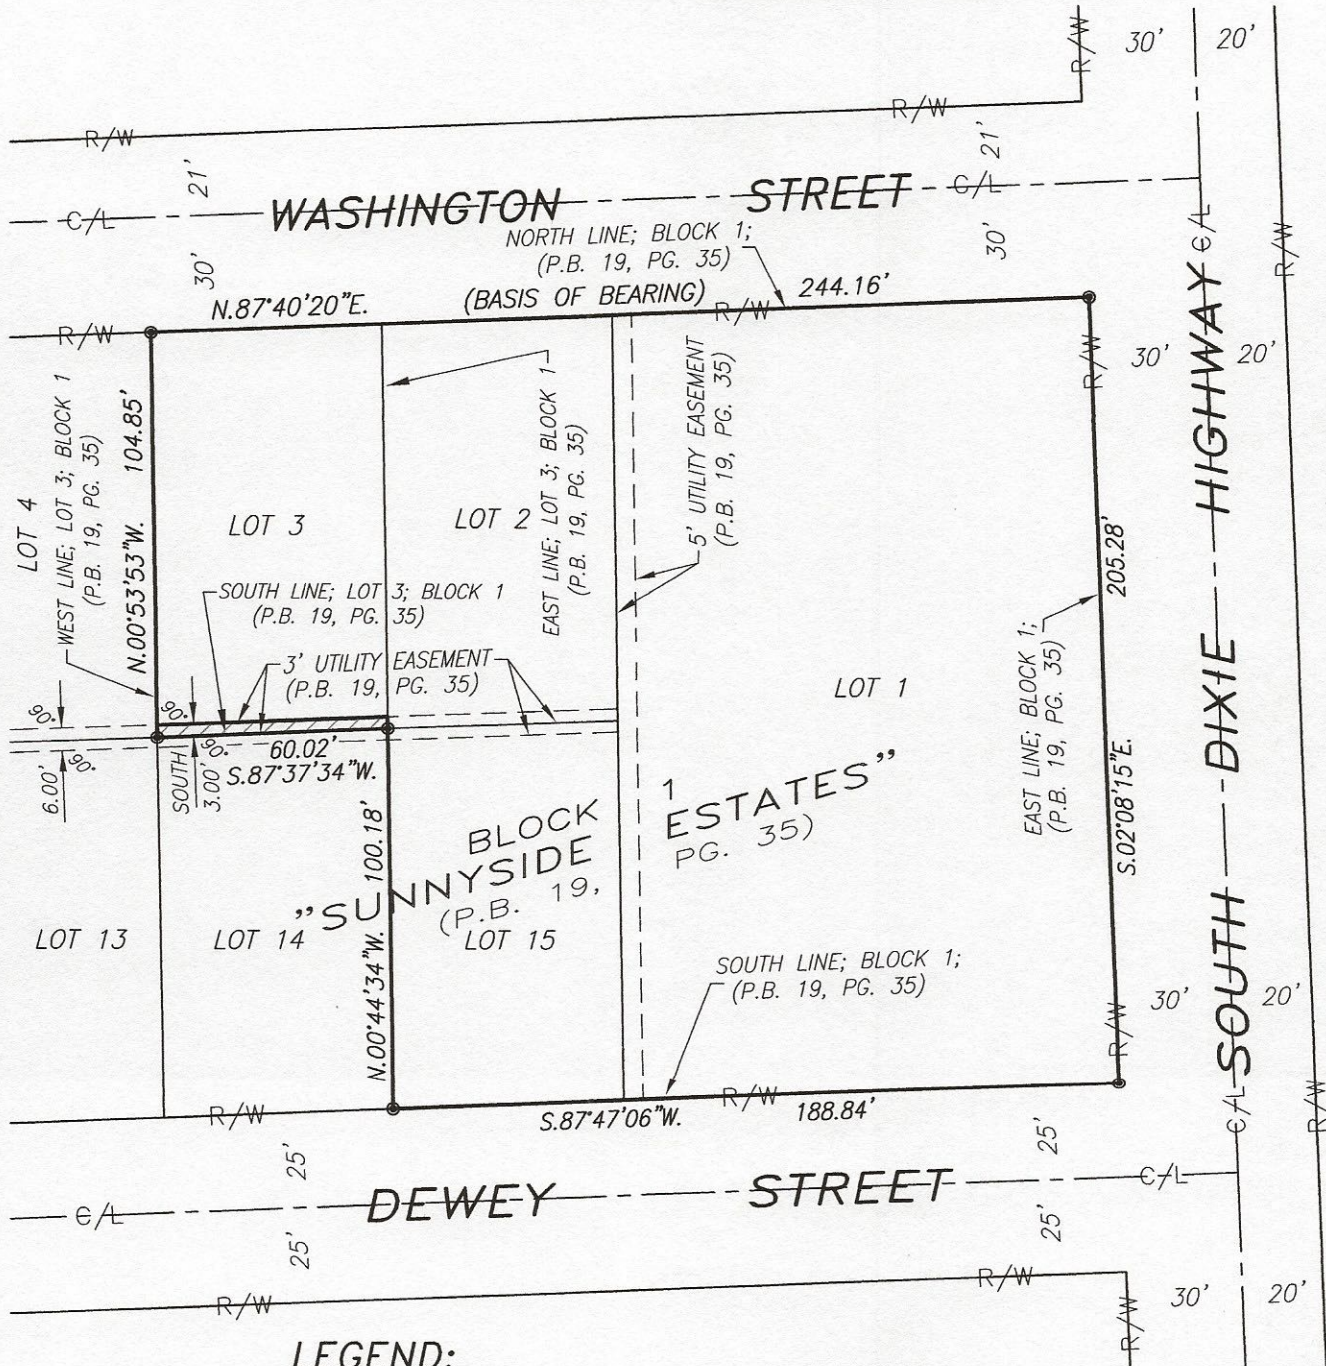 R/W
30'
20'
R/W
R/W
21'
21'
C/L
WASHINGTON STREET
C/L
C/L
R/W
NORTH LINE; BLOCK 1;
(P.B. 19, PG. 35)
30'
30'
N.87°40'20"E.
(BASIS OF BEARING)
R/W
244.16'
R/W
R/W
30'
20'
LOT 4
WEST LINE; LOT 3; BLOCK 1
(P.B. 19, PG. 35)
N.00°53'53"W. 104.85'
LOT 3
LOT 2
EAST LINE; LOT 3; BLOCK 1
(P.B. 19, PG. 35)
5' UTILITY EASEMENT
(P.B. 19, PG. 35)
SOUTH LINE; LOT 3; BLOCK 1
(P.B. 19, PG. 35)
3' UTILITY EASEMENT
(P.B. 19, PG. 35)
LOT 1
EAST LINE; BLOCK 1;
(P.B. 19, PG. 35)
205.28'
S.02°08'15"E.
SOUTH DIXIE HIGHWAY
90°
90°
90°
90°
6.00'
SOUTH
3.00'
60.02'
S.87°37'34"W.
BLOCK 1
"SUNNYSIDE ESTATES"
(P.B. 19, PG. 35)
N.00°44'34"W. 100.18'
LOT 13
LOT 14
LOT 15
SOUTH LINE; BLOCK 1;
(P.B. 19, PG. 35)
30'
20'
R/W
R/W
R/W
R/W
S.87°47'06"W.
188.84'
C/L
25'
25'
C/L
DEWEY STREET
C/L
25'
25'
R/W
R/W
30'
20'
R/W
LEGEND: